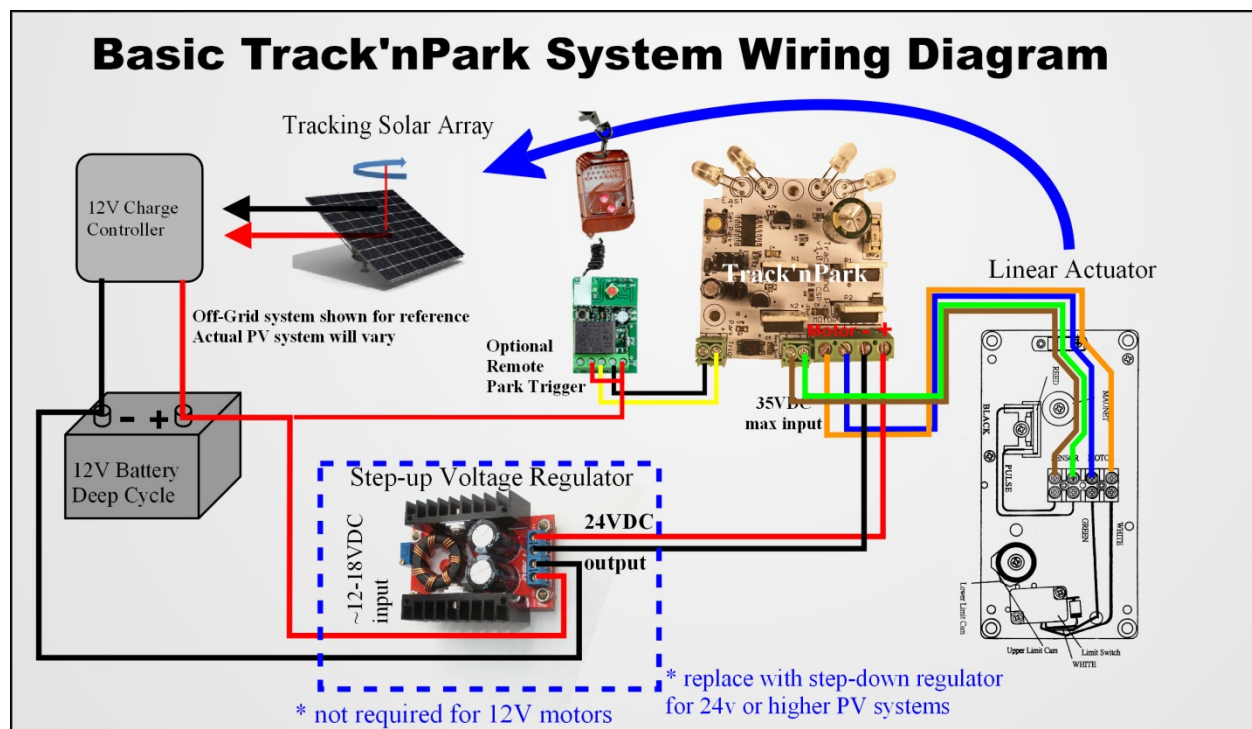 Basic Track'nPark System Wiring Diagram
Tracking Solar Array
12V Charge
Controller
Track'nPark
Linear Actuator
Off-Grid system shown for reference
Actual PV system will vary
Motor - +
Optional
Remote
Park Trigger
35VDC
max input
REED
MAGNET
BLACK
PULSE
SENSOR
MOTOR
- +
12V Battery
Deep Cycle
Step-up Voltage Regulator
24VDC
output
~12-18VDC
input
GREEN
WHITE
Lower Limit Cam
Upper Limit Cam
Limit Switch
WHITE
* not required for 12V motors
* replace with step-down regulator
for 24v or higher PV systems